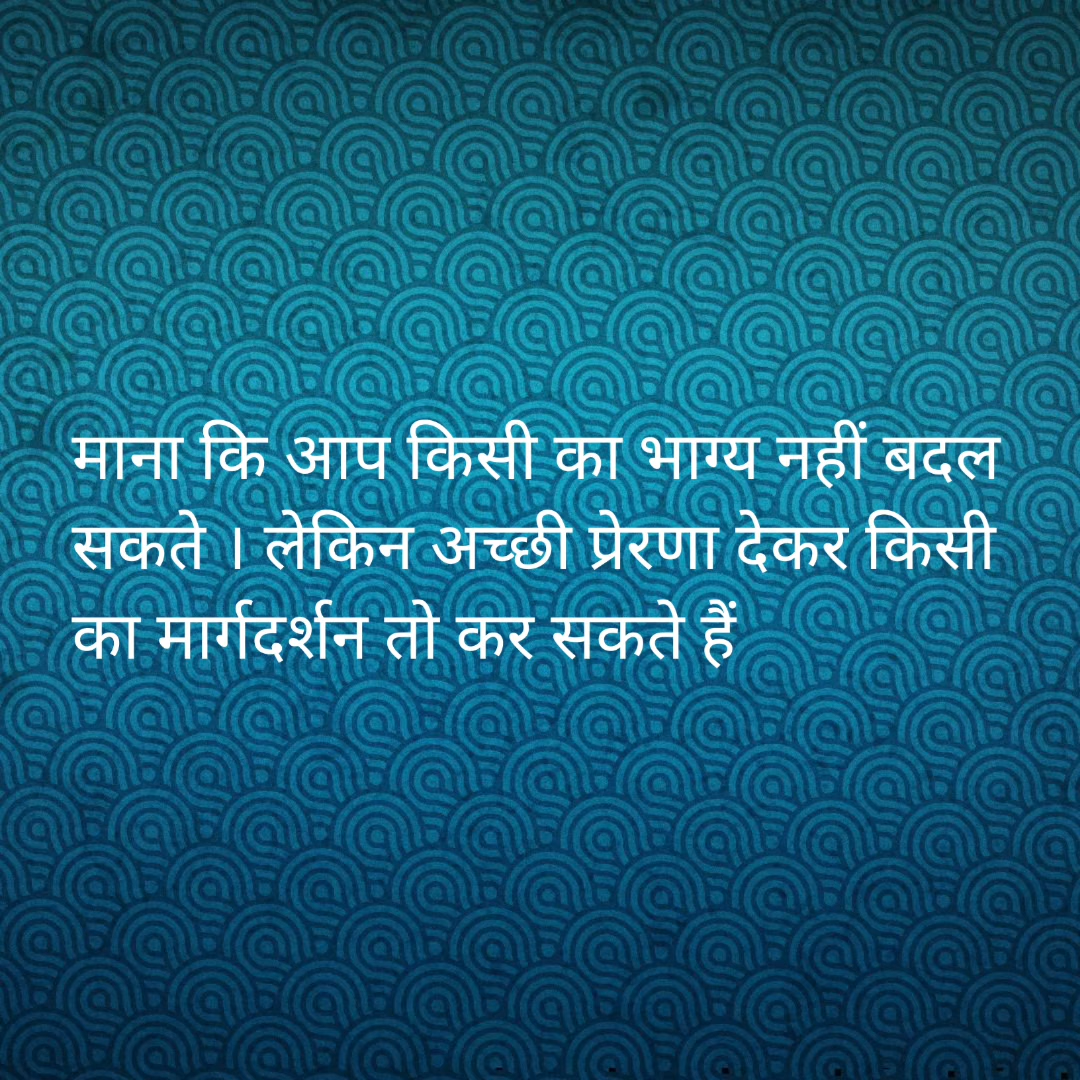 माना कि आप किसी का भाग्य नहीं बदल
सकते । लेकिन अच्छी प्रेरणा देकर किसी
का मार्गदर्शन तो कर सकते हैं